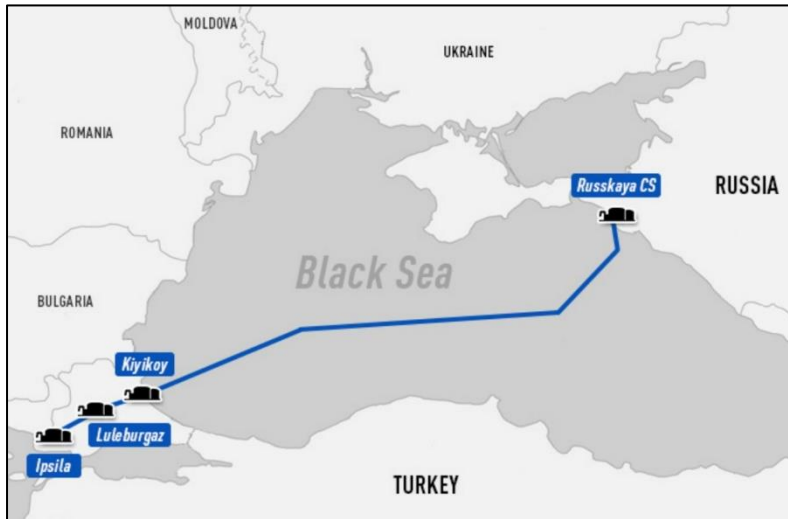 MOLDOVA
UKRAINE
ROMANIA
Russkaya CS
RUSSIA
Black Sea
BULGARIA
Kiyikoy
Luleburgaz
Ipsila
TURKEY